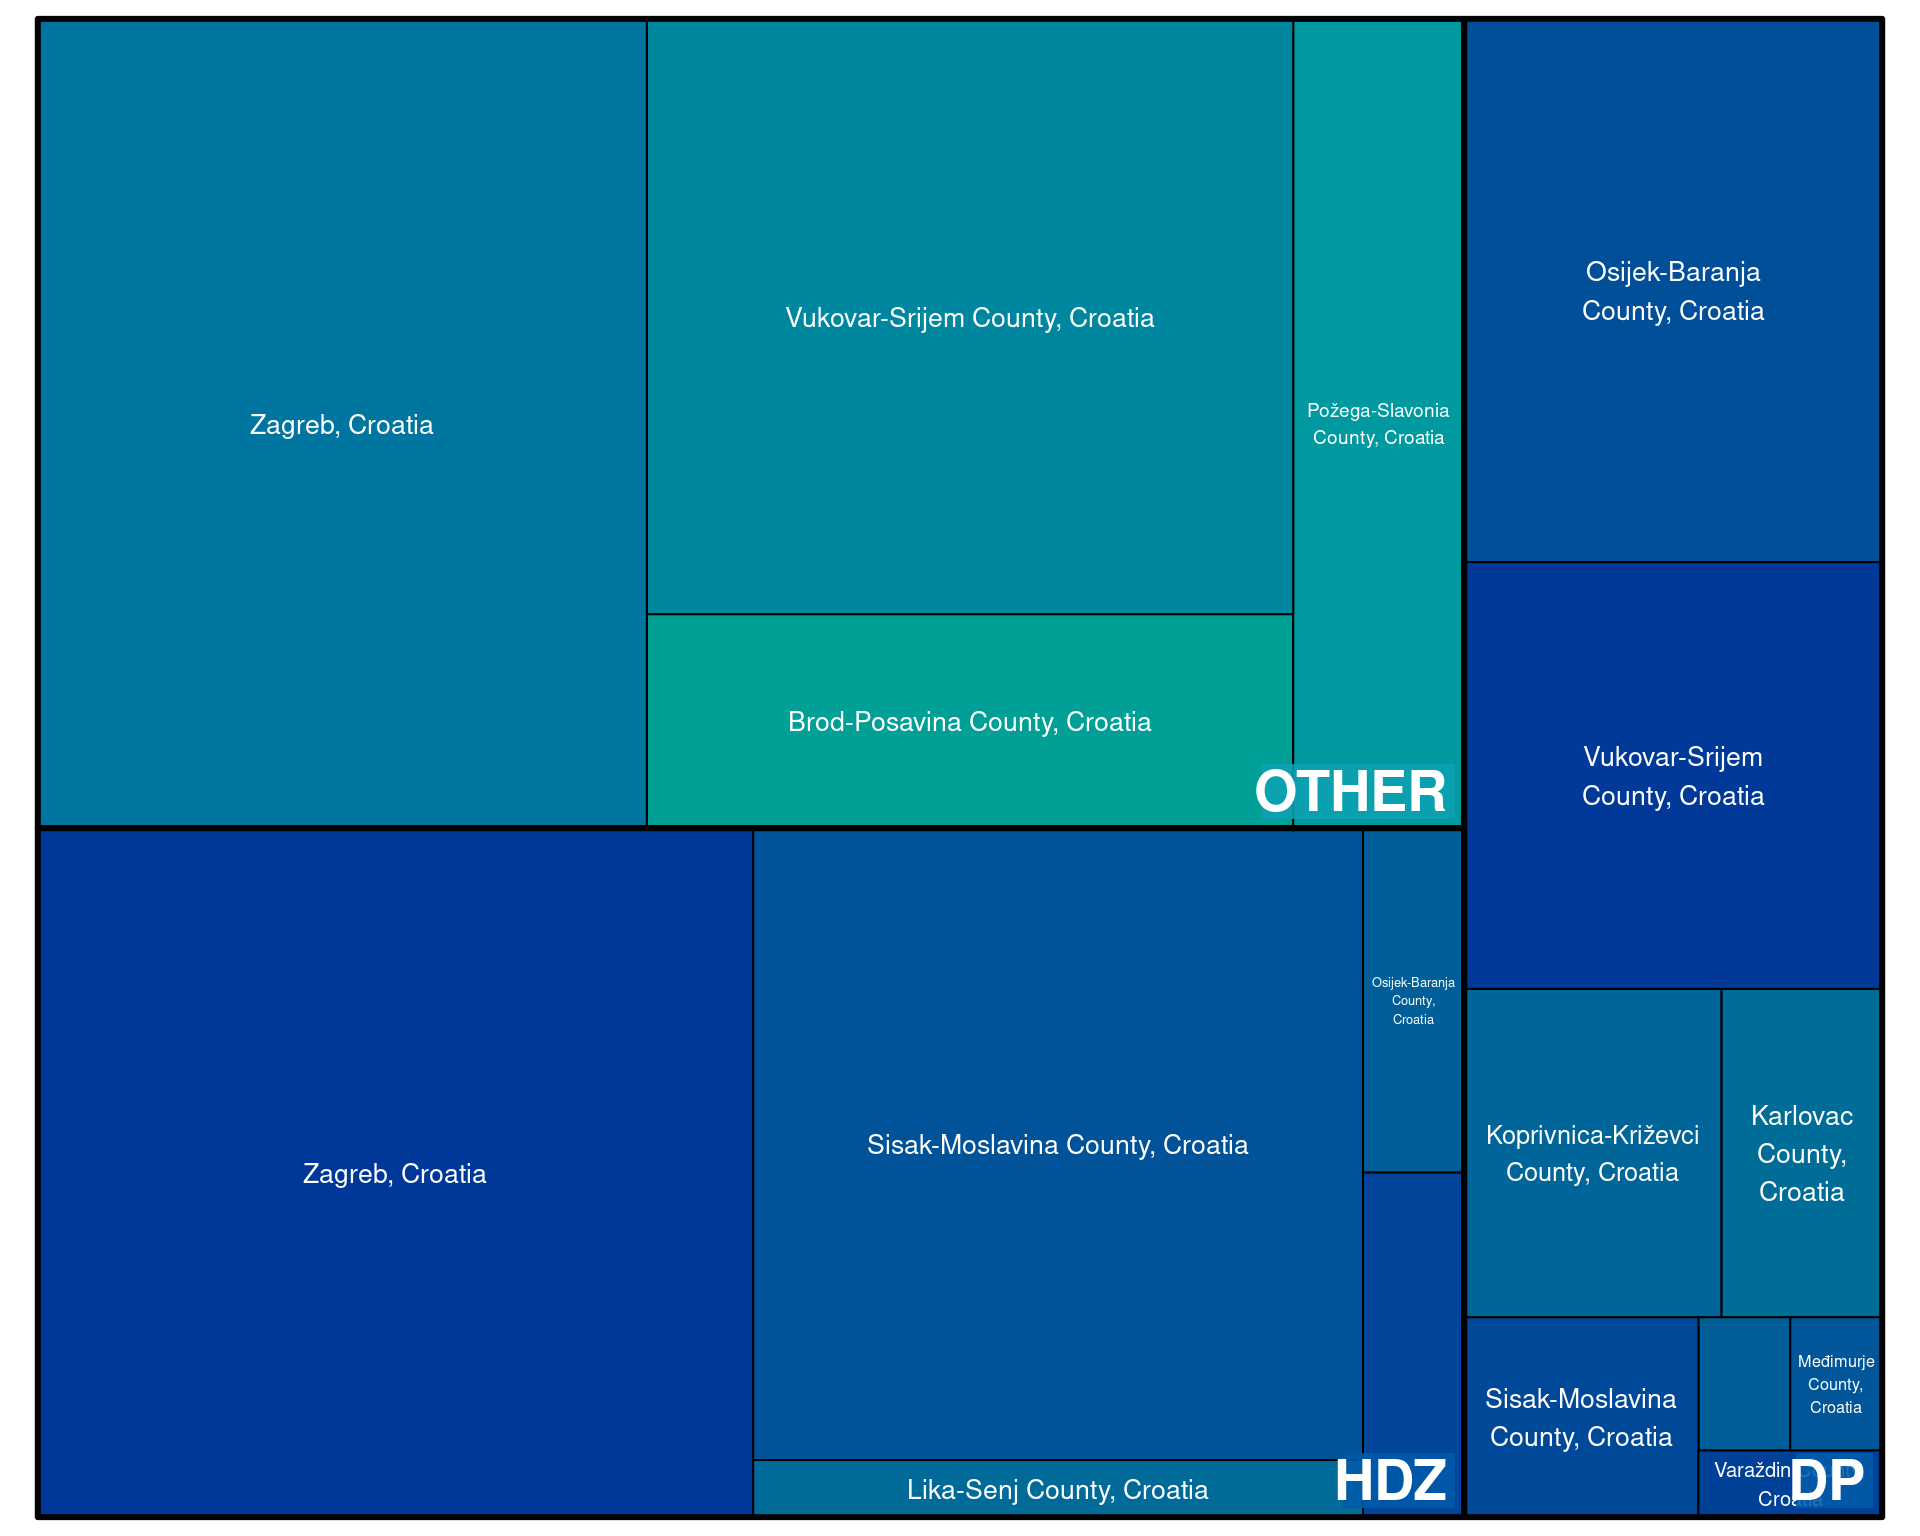 Zagreb, Croatia
Vukovar-Srijem County, Croatia
Brod-Posavina County, Croatia
Požega-Slavonia
County, Croatia
OTHER
Zagreb, Croatia
Sisak-Moslavina County, Croatia
Lika-Senj County, Croatia
Osijek-Baranja
County,
Croatia
HDZ
Osijek-Baranja
County, Croatia
Vukovar-Srijem
County, Croatia
Koprivnica-Križevci
County, Croatia
Karlovac
County,
Croatia
Sisak-Moslavina
County, Croatia
Međimurje
County,
Croatia
Varaždin
Croatia
DP